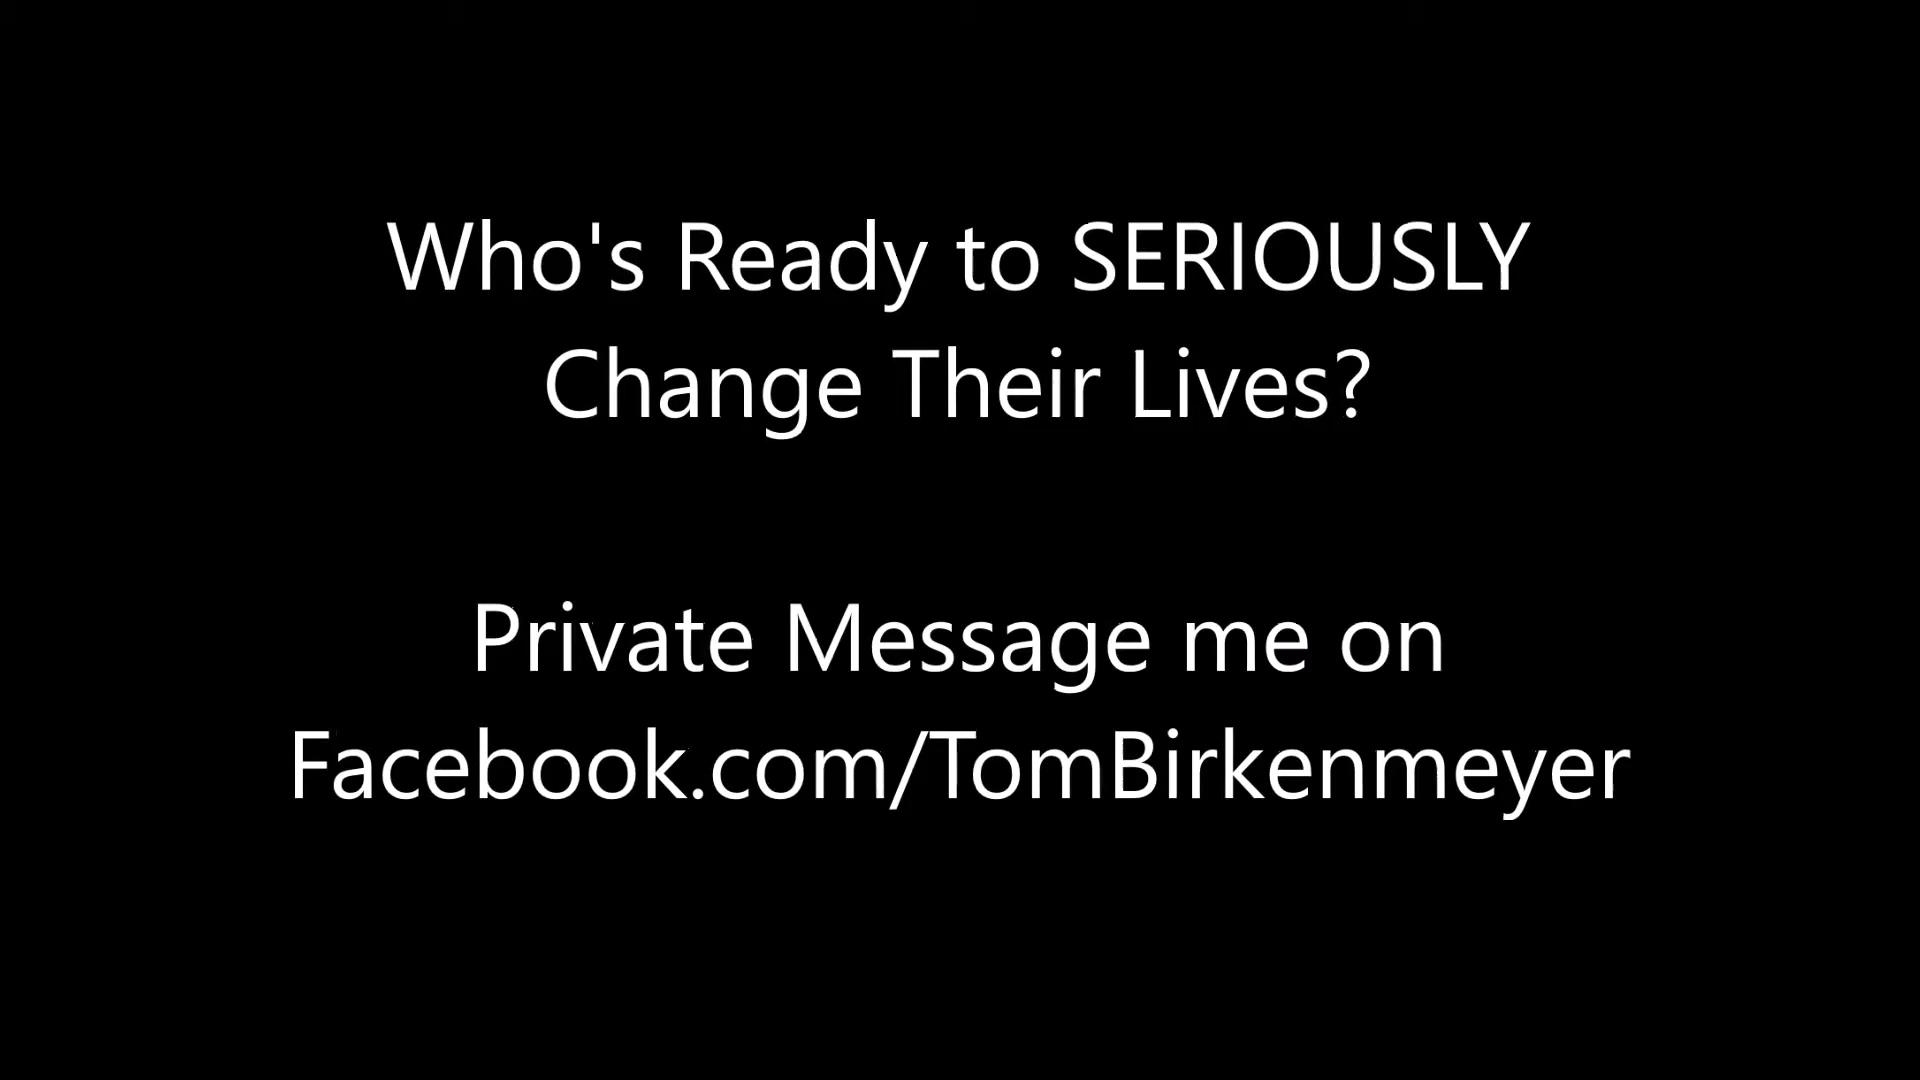 Who's Ready to SERIOUSLY
Change Their Lives?
Private Message me on
Facebook.com/TomBirkenmeyer